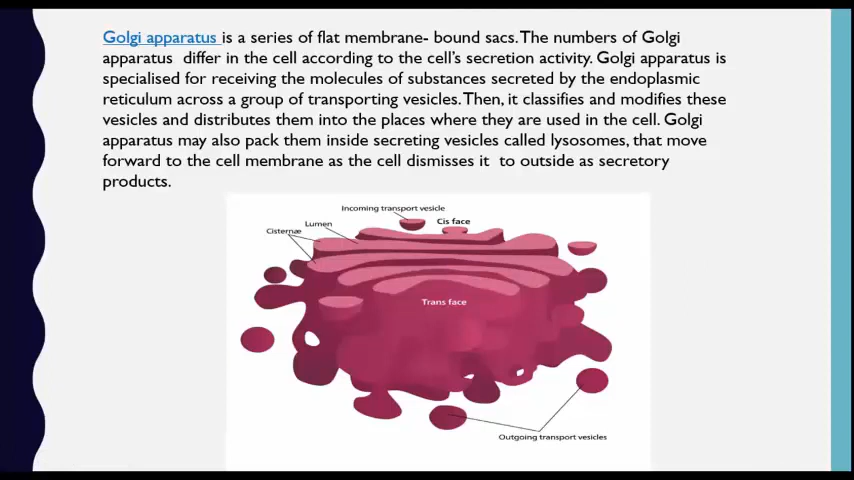 Golgi apparatus is a series of flat membrane- bound sacs. The numbers of Golgi
apparatus differ in the cell according to the cell's secretion activity. Golgi apparatus is
specialised for receiving the molecules of substances secreted by the endoplasmic
reticulum across a group of transporting vesicles. Then, it classifies and modifies these
vesicles and distributes them into the places where they are used in the cell. Golgi
apparatus may also pack them inside secreting vesicles called lysosomes, that move
forward to the cell membrane as the cell dismisses it to outside as secretory
products.
Incoming transport vesicle
Cis face
Lumen
Cisternæ
Trans face
Outgoing transport vesicles